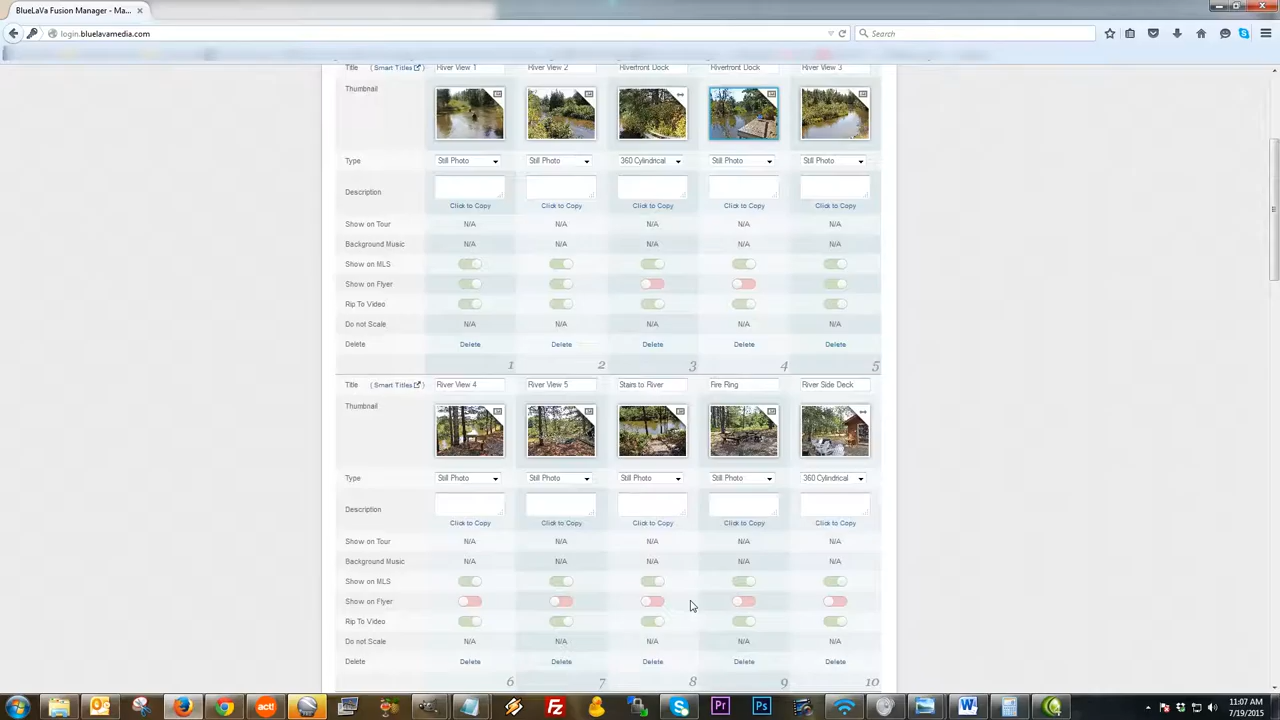 BlueLaVa Fusion Manager - Ma...
login.bluelavamedia.com
Search
Title ( Smart Titles ) River View 1 River View 2 Riverfront Dock Riverfront Dock River View 3
Thumbnail
Type Still Photo Still Photo 360 Cylindrical Still Photo Still Photo
Description
Click to Copy Click to Copy Click to Copy Click to Copy Click to Copy
Show on Tour N/A N/A N/A N/A N/A
Background Music N/A N/A N/A N/A N/A
Show on MLS
Show on Flyer
Rip To Video
Do not Scale N/A N/A N/A N/A N/A
Delete Delete Delete Delete Delete Delete
1 2 3 4 5
Title ( Smart Titles ) River View 4 River View 5 Stairs to River Fire Ring River Side Deck
Thumbnail
Type Still Photo Still Photo Still Photo Still Photo 360 Cylindrical
Description
Click to Copy Click to Copy Click to Copy Click to Copy Click to Copy
Show on Tour N/A N/A N/A N/A N/A
Background Music N/A N/A N/A N/A N/A
Show on MLS
Show on Flyer
Rip To Video
Do not Scale N/A N/A N/A N/A N/A
Delete Delete Delete Delete Delete Delete
6 7 8 9 10
act! Pr Ps
11:07 AM
7/19/2015